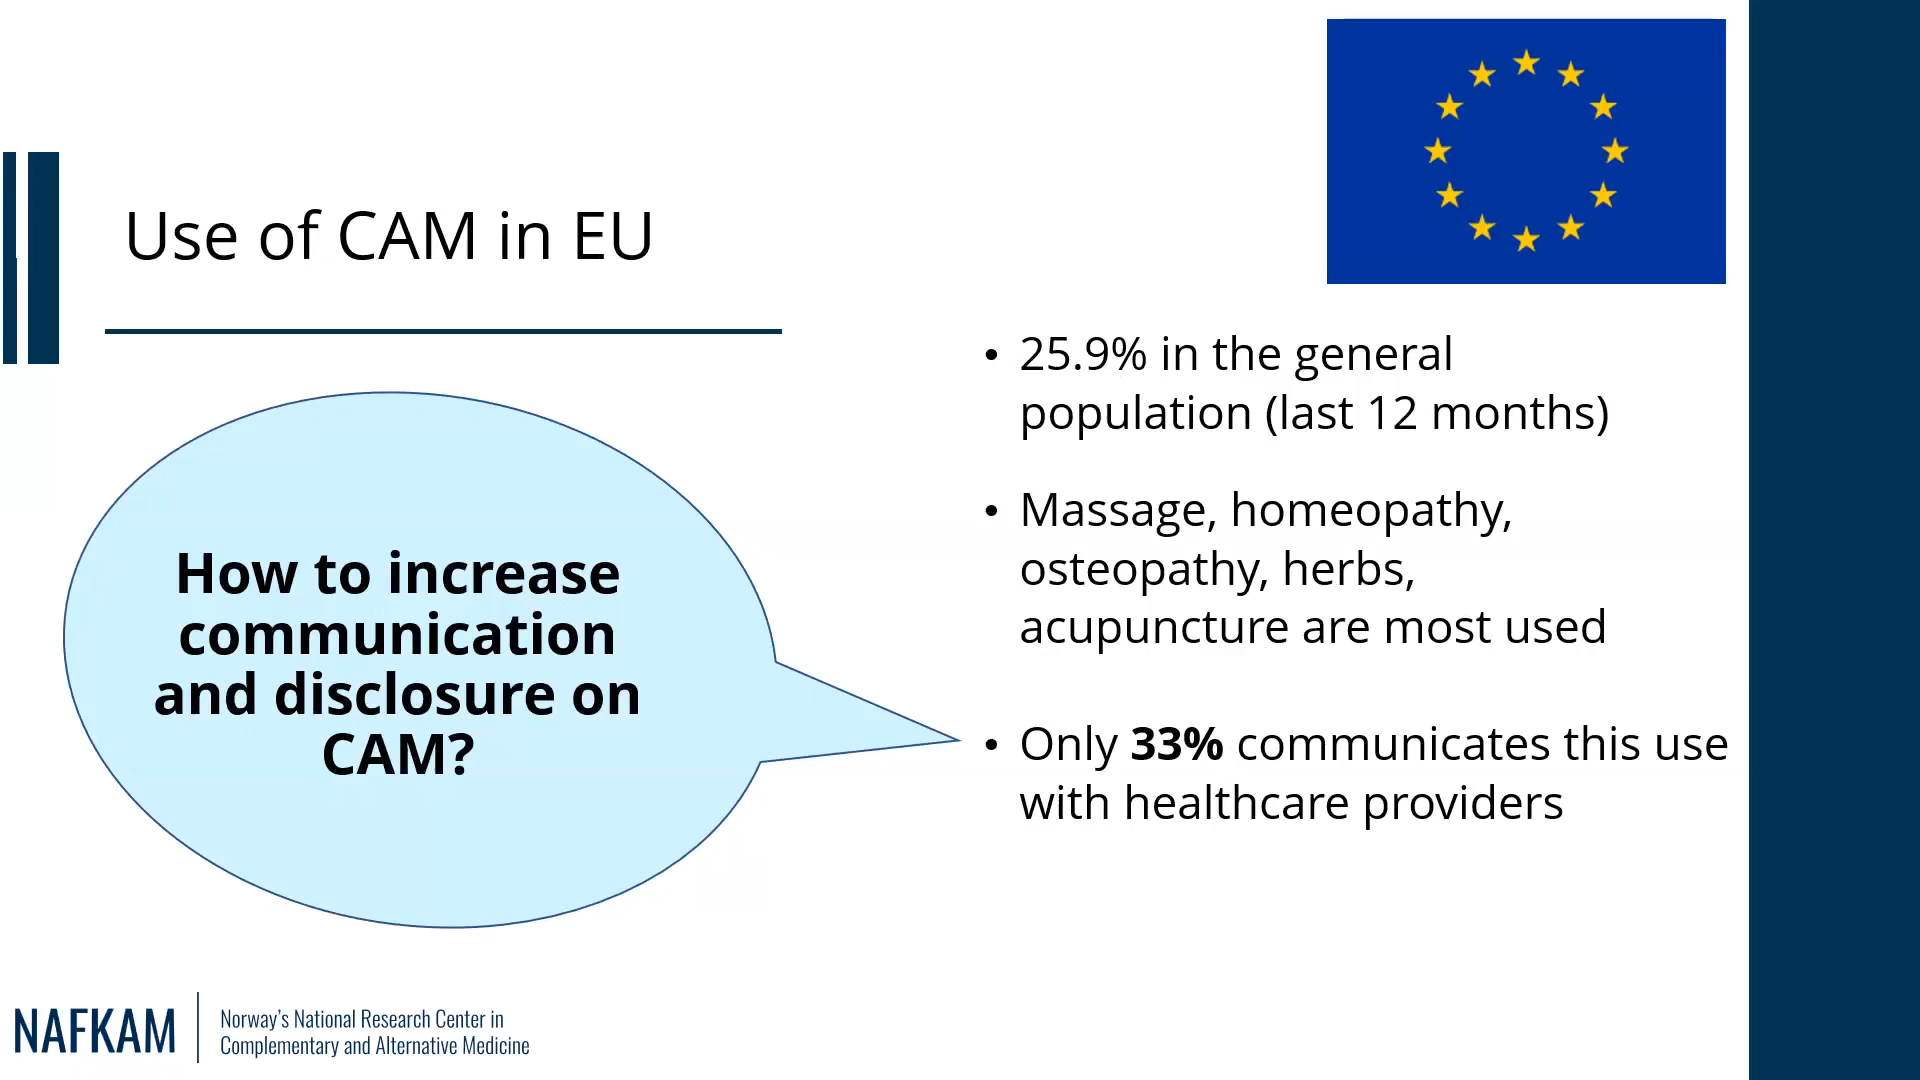 Use of CAM in EU
How to increase
communication
and disclosure on
CAM?
• 25.9% in the general
population (last 12 months)
• Massage, homeopathy,
osteopathy, herbs,
acupuncture are most used
• Only 33% communicates this use
with healthcare providers
NAFKAM
Norway's National Research Center in
Complementary and Alternative Medicine